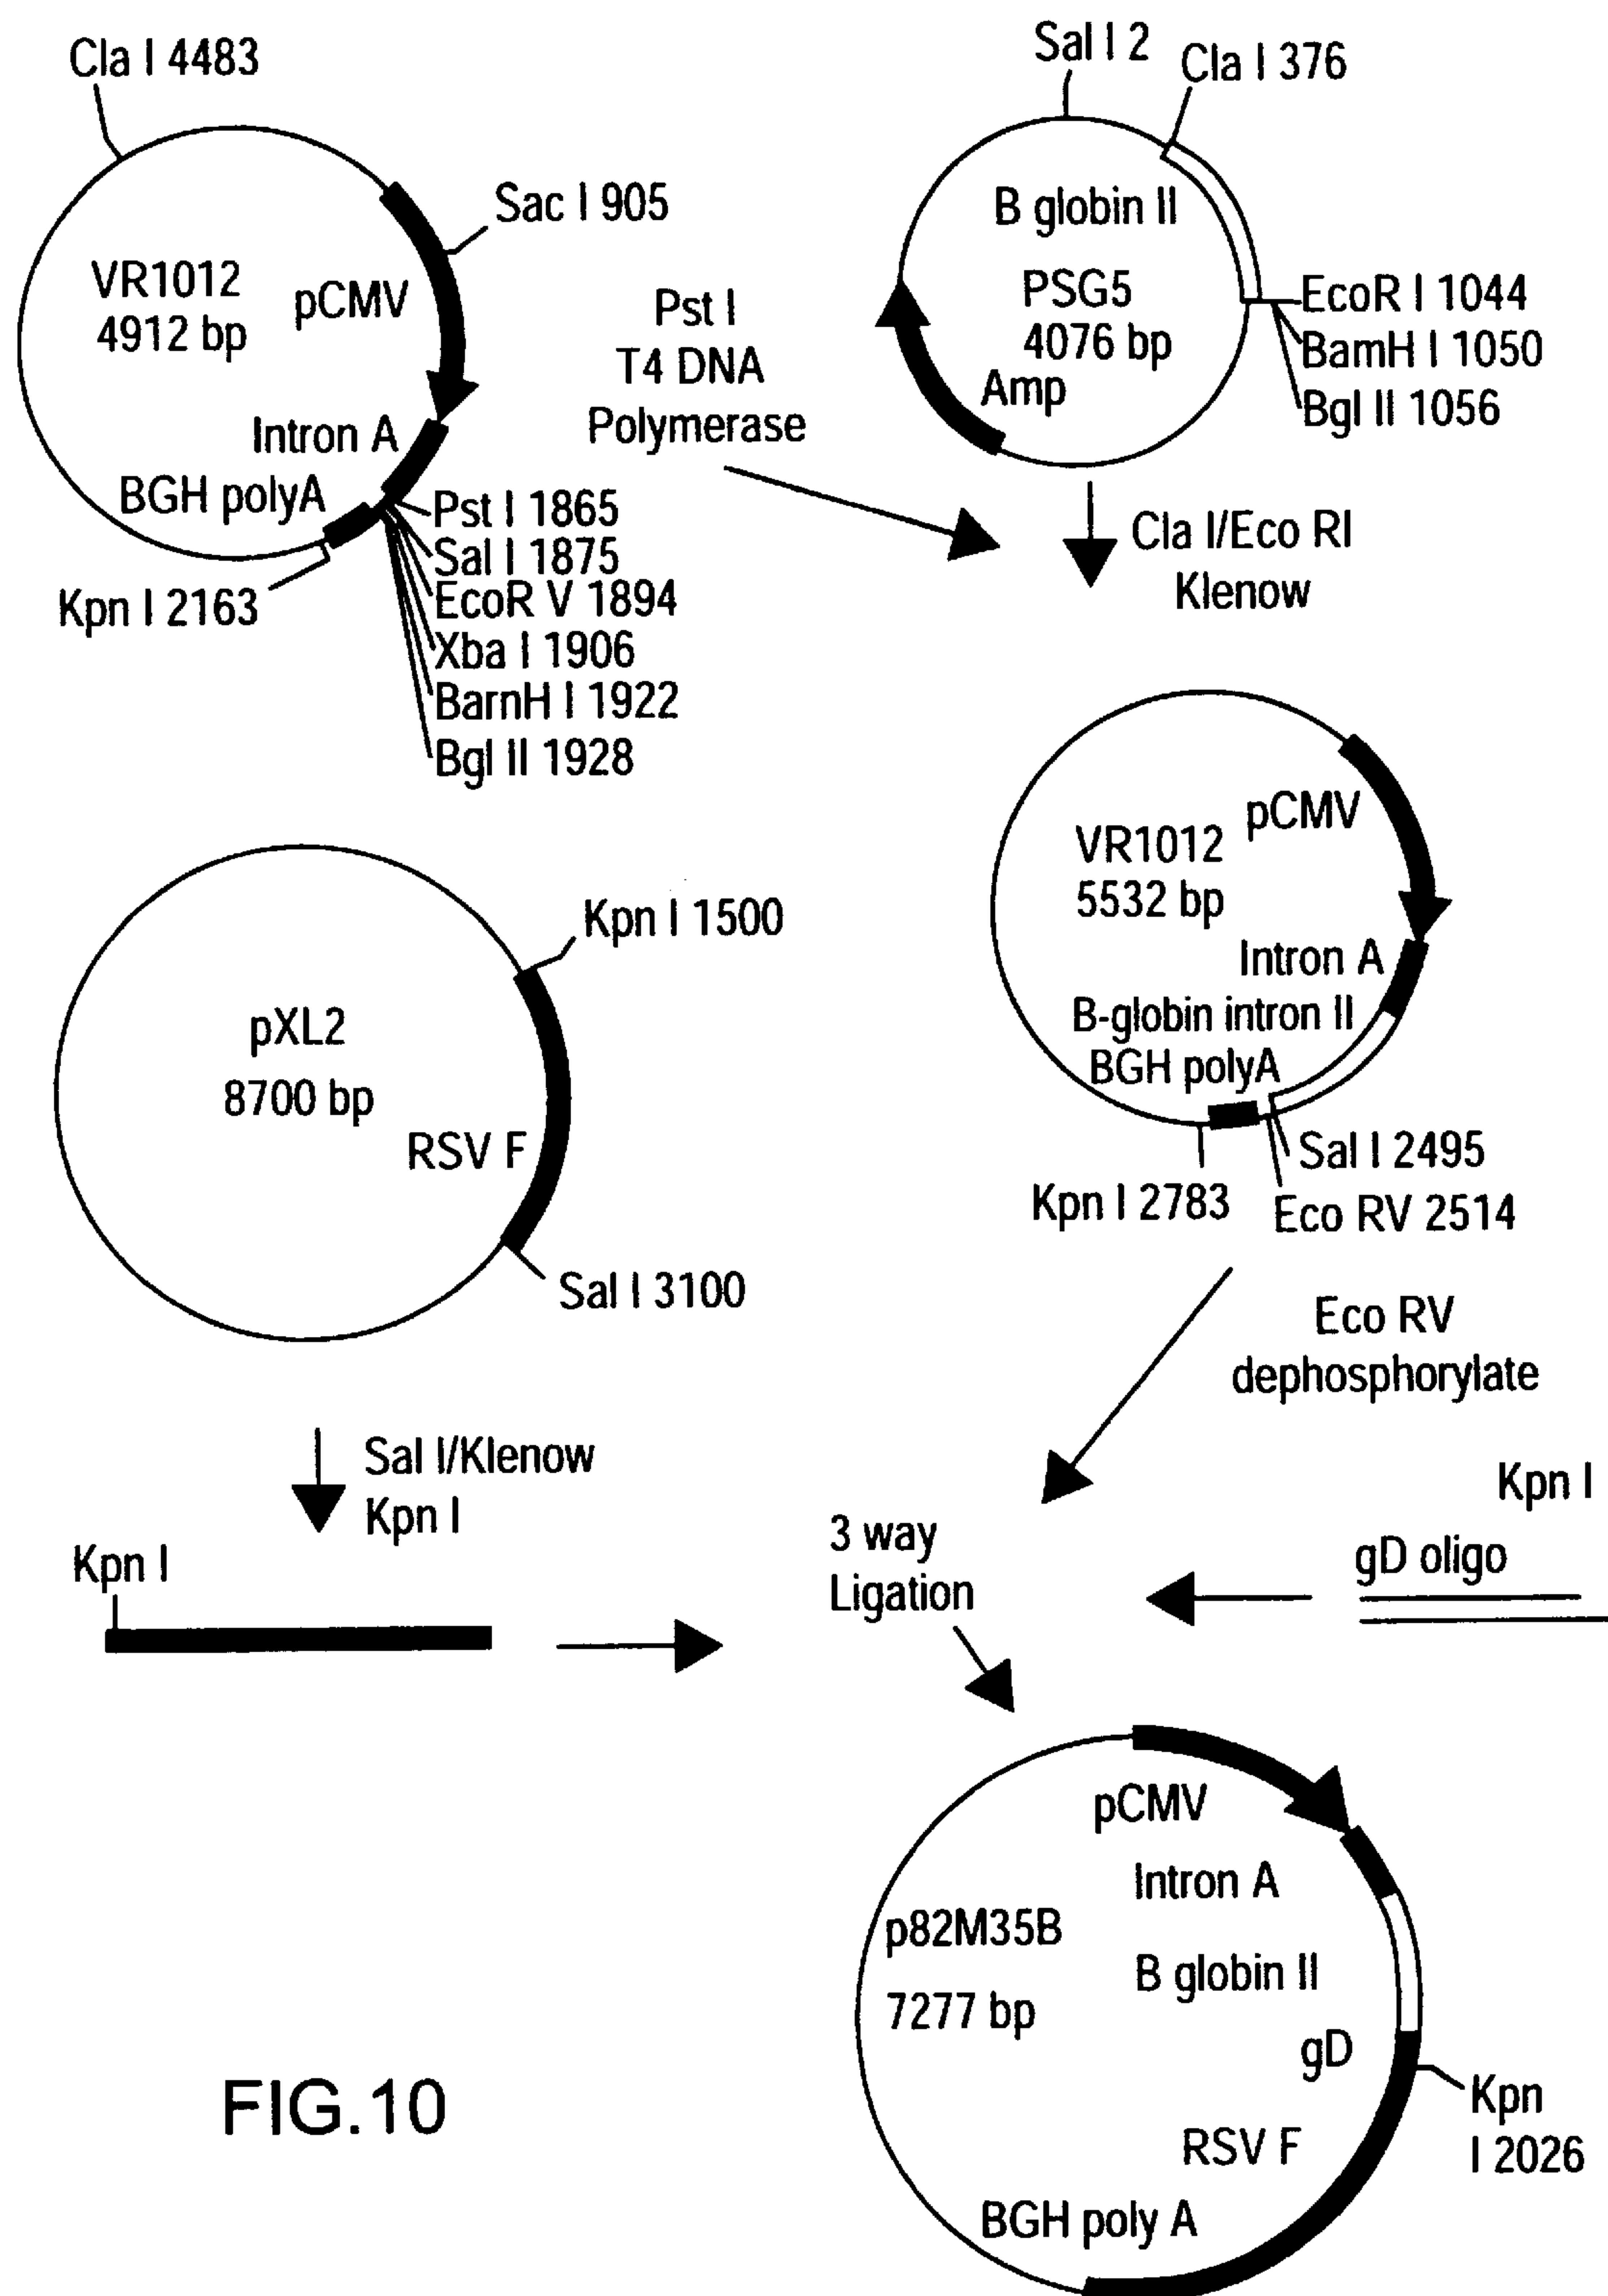 Cla I 4483
Sac I 905
VR1012
4912 bp
pCMV
Intron A
BGH polyA
Pst I 1865
Sal I 1875
EcoR V 1894
Xba I 1906
BarnH I 1922
Bgl II 1928
Kpn I 2163
Pst I
T4 DNA
Polymerase
Sal I 2
Cla I 376
B globin II
PSG5
4076 bp
Amp
EcoR I 1044
BamH I 1050
Bgl II 1056
Cla I/Eco RI
Klenow
VR1012
5532 bp
pCMV
Intron A
B-globin intron II
BGH polyA
Sal I 2495
Kpn I 2783
Eco RV 2514
Kpn I 1500
pXL2
8700 bp
RSV F
Sal I 3100
Eco RV
dephosphorylate
Sal I/Klenow
Kpn I
Kpn I
3 way
Ligation
Kpn I
gD oligo
pCMV
Intron A
p82M35B
7277 bp
B globin II
gD
Kpn
I 2026
RSV F
BGH poly A
FIG.10